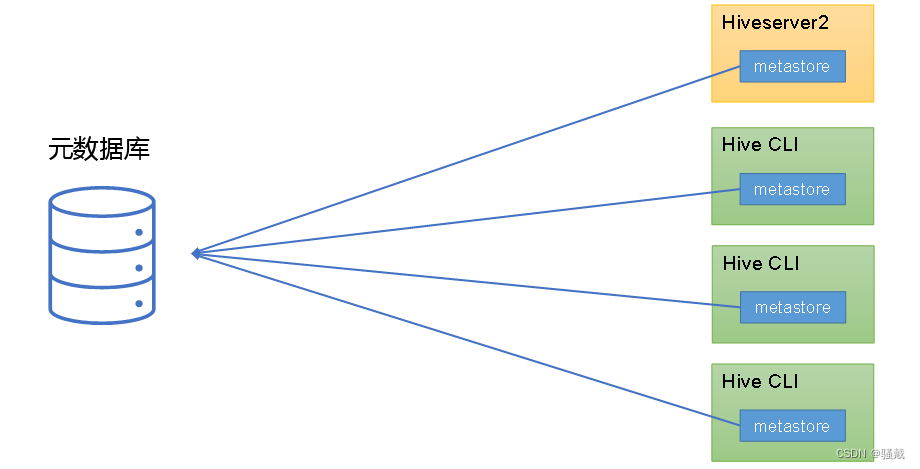 元数据库
Hiveserver2
metastore
Hive CLI
metastore
Hive CLI
metastore
Hive CLI
metastore
CSDN @骚戴